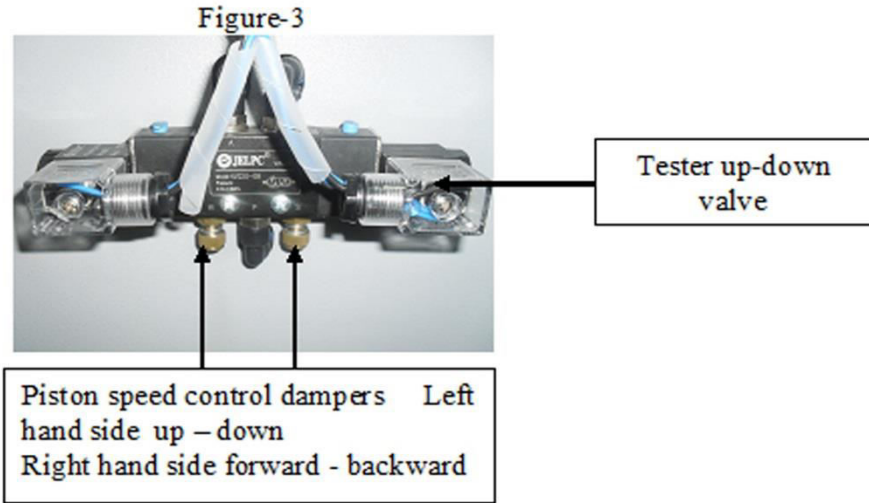 Figure-3
JELPC
Tester up-down
valve
Piston speed control dampers Left
hand side up – down
Right hand side forward - backward